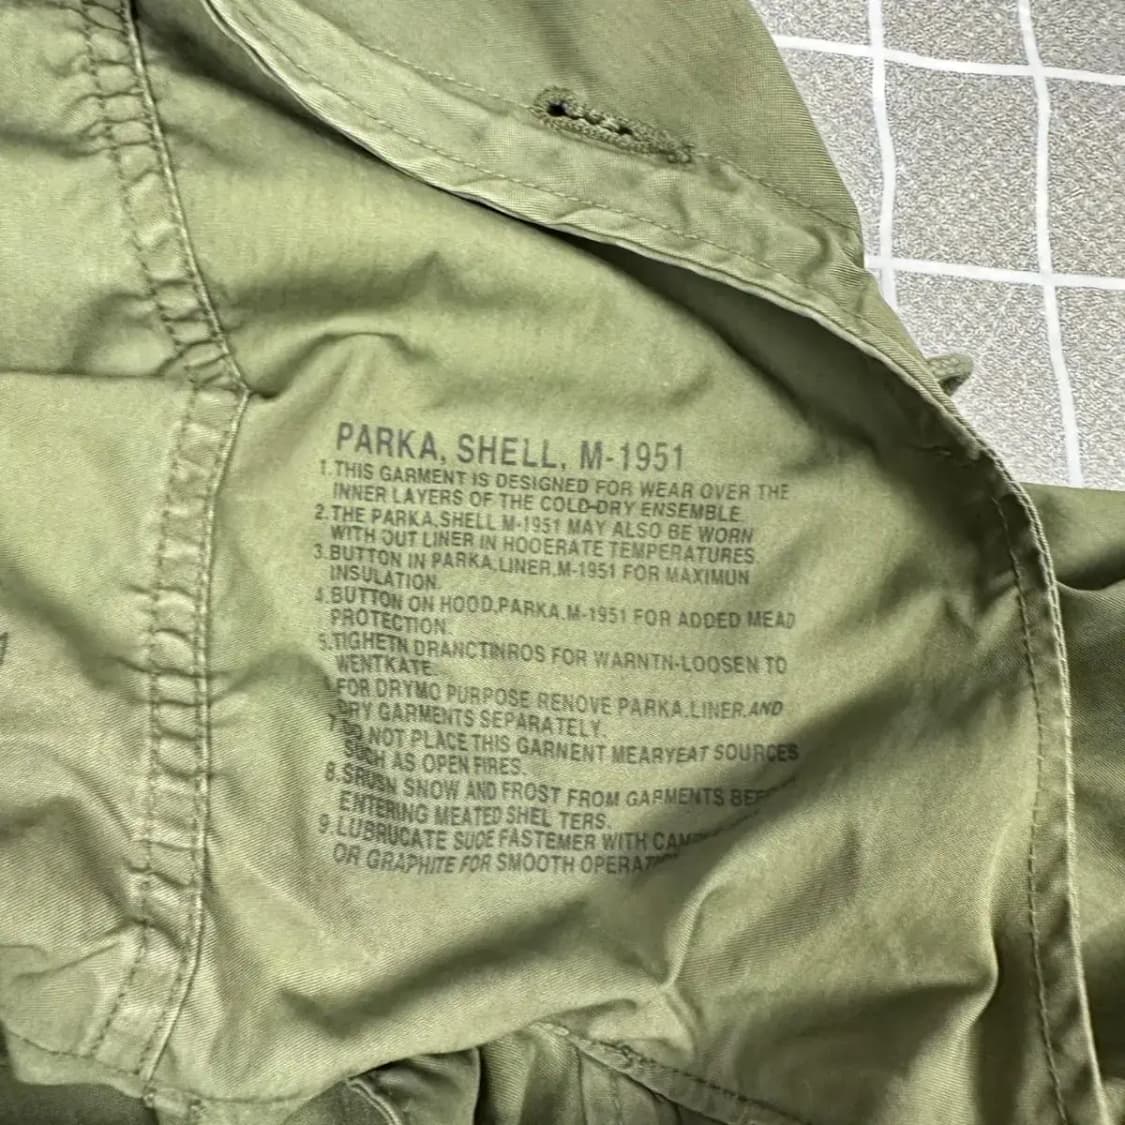 PARKA, SHELL, M-1951
1.THIS GARMENT IS DESIGNED FOR WEAR OVER THE
INNER LAYERS OF THE COLD-DRY ENSEMBLE.
2.THE PARKA.SHELL M-1951 MAY ALSO BE WORN
WITH OUT LINER IN HOOERATE TEMPERATURES.
3.BUTTON IN PARKA.LINER.M-1951 FOR MAXIMUN
INSULATION.
4.BUTTON ON HOOD.PARKA.M-1951 FOR ADDED MEAD
PROTECTION.
5.TIGHETN DRANCTINROS FOR WARNTN-LOOSEN TO
WENTKATE.
FOR DRYMO PURPOSE RENOVE PARKA.LINER.AND
DRY GARMENTS SEPARATELY.
7.DO NOT PLACE THIS GARNENT MEARYEAT SOURCES
SUCH AS OPEN FIRES.
8.SRUSN SNOW AND FROST FROM GARMENTS
ENTERING MEATED SHEL TERS.
9.LUBRUCATE SUDE FASTEMER WITH
OR GRAPHITE FOR SMOOTH